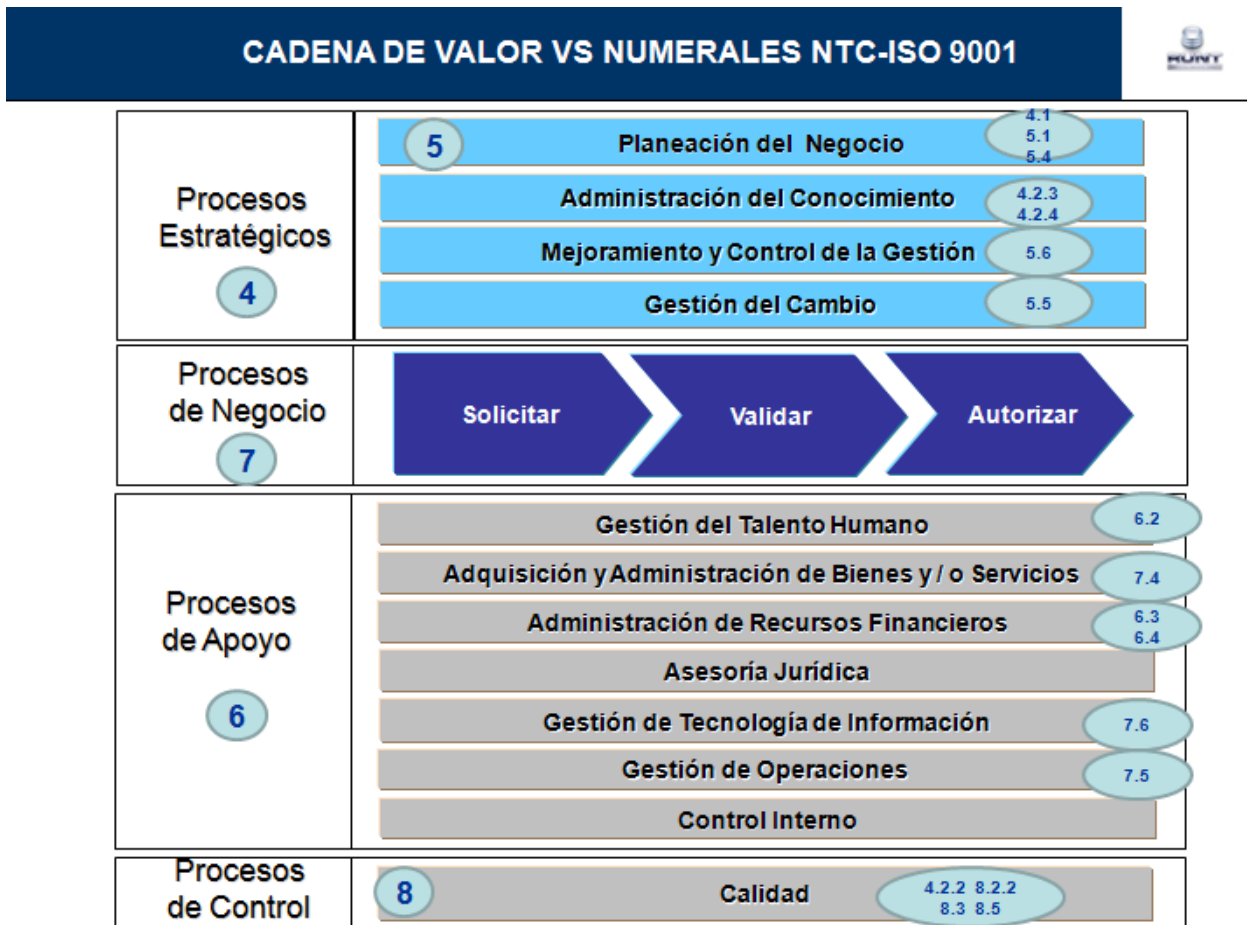 CADENA DE VALOR VS NUMERALES NTC-ISO 9001
RUNT
Procesos
Estratégicos
4
5
Planeación del Negocio
4.1
5.1
5.4
Administración del Conocimiento
4.2.3
4.2.4
Mejoramiento y Control de la Gestión
5.6
Gestión del Cambio
5.5
Procesos
de Negocio
7
Solicitar
Validar
Autorizar
Procesos
de Apoyo
6
Gestión del Talento Humano
6.2
Adquisición y Administración de Bienes y / o Servicios
7.4
Administración de Recursos Financieros
6.3
6.4
Asesoría Jurídica
Gestión de Tecnología de Información
7.6
Gestión de Operaciones
7.5
Control Interno
Procesos
de Control
8
Calidad
4.2.2 8.2.2
8.3 8.5